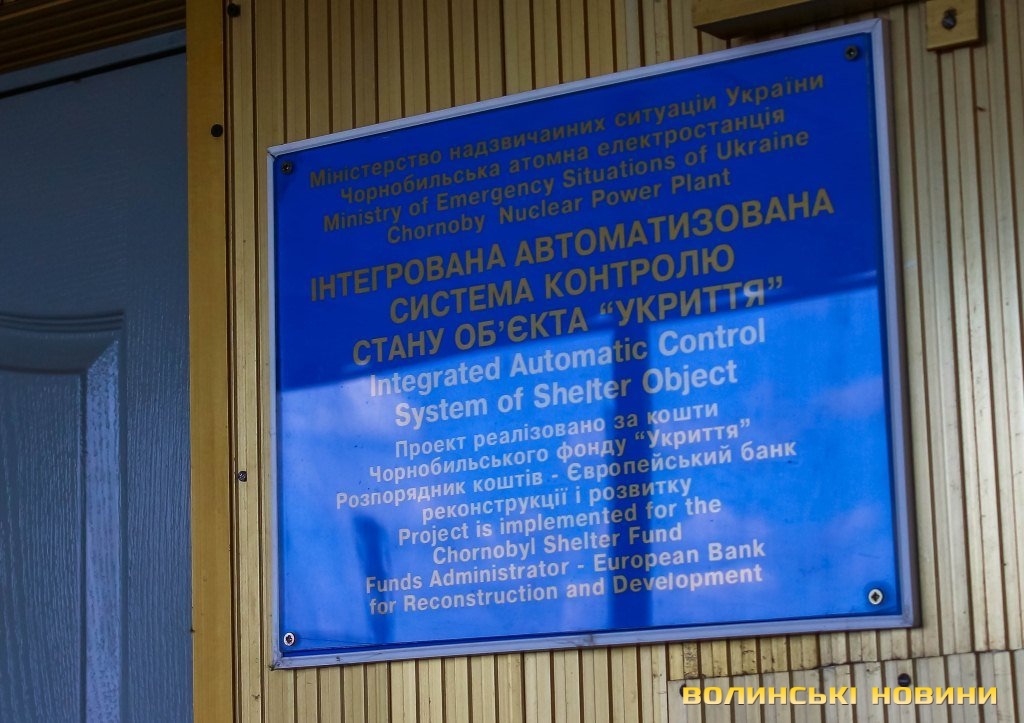 Міністерство надзвичайних ситуацій України
Чорнобильська атомна електростанція
Ministry of Emergency Situations of Ukraine
Chornoby Nuclear Power Plant
ІНТЕГРОВАНА АВТОМАТИЗОВАНА
СИСТЕМА КОНТРОЛЮ
СТАНУ ОБ’ЄКТА “УКРИТТЯ”
Integrated Automatic Control
System of Shelter Object
Проект реалізовано за кошти
Чорнобильського фонду “Укриття”
Розпорядник коштів - Європейський банк
реконструкції і розвитку
Project is implemented for the
Chornobyl Shelter Fund
Funds Administrator - European Bank
for Reconstruction and Development
ВОЛИНСЬКІ НОВИНИ